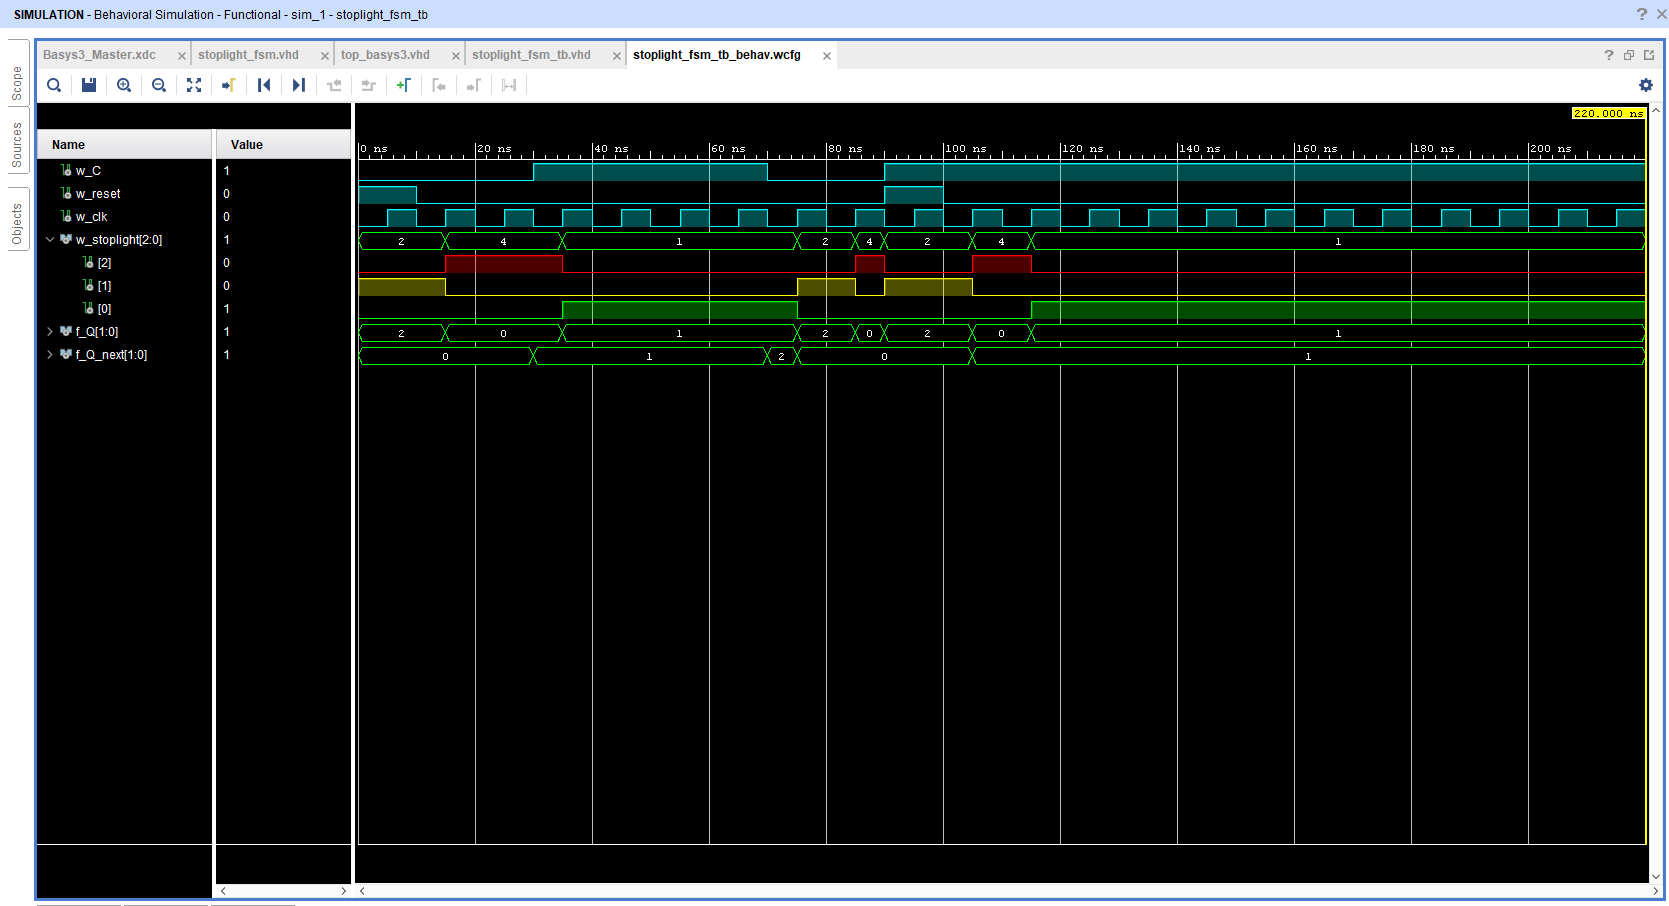 SIMULATION - Behavioral Simulation - Functional - sim_1 - stoplight_fsm_tb
Scope
Sources
Objects
Basys3_Master.xdc stoplight_fsm.vhd top_basys3.vhd stoplight_fsm_tb.vhd stoplight_fsm_tb_behav.wcfg
220.000 ns
Name Value
0 ns 20 ns 40 ns 60 ns 80 ns 100 ns 120 ns 140 ns 160 ns 180 ns 200 ns
w_C 1
w_reset 0
w_clk 0
w_stoplight[2:0] 1 2 4 1 2 4 2 4 1
[2] 0
[1] 0
[0] 1
f_Q[1:0] 1 2 0 1 2 0 2 0 1
f_Q_next[1:0] 1 0 1 2 0 1